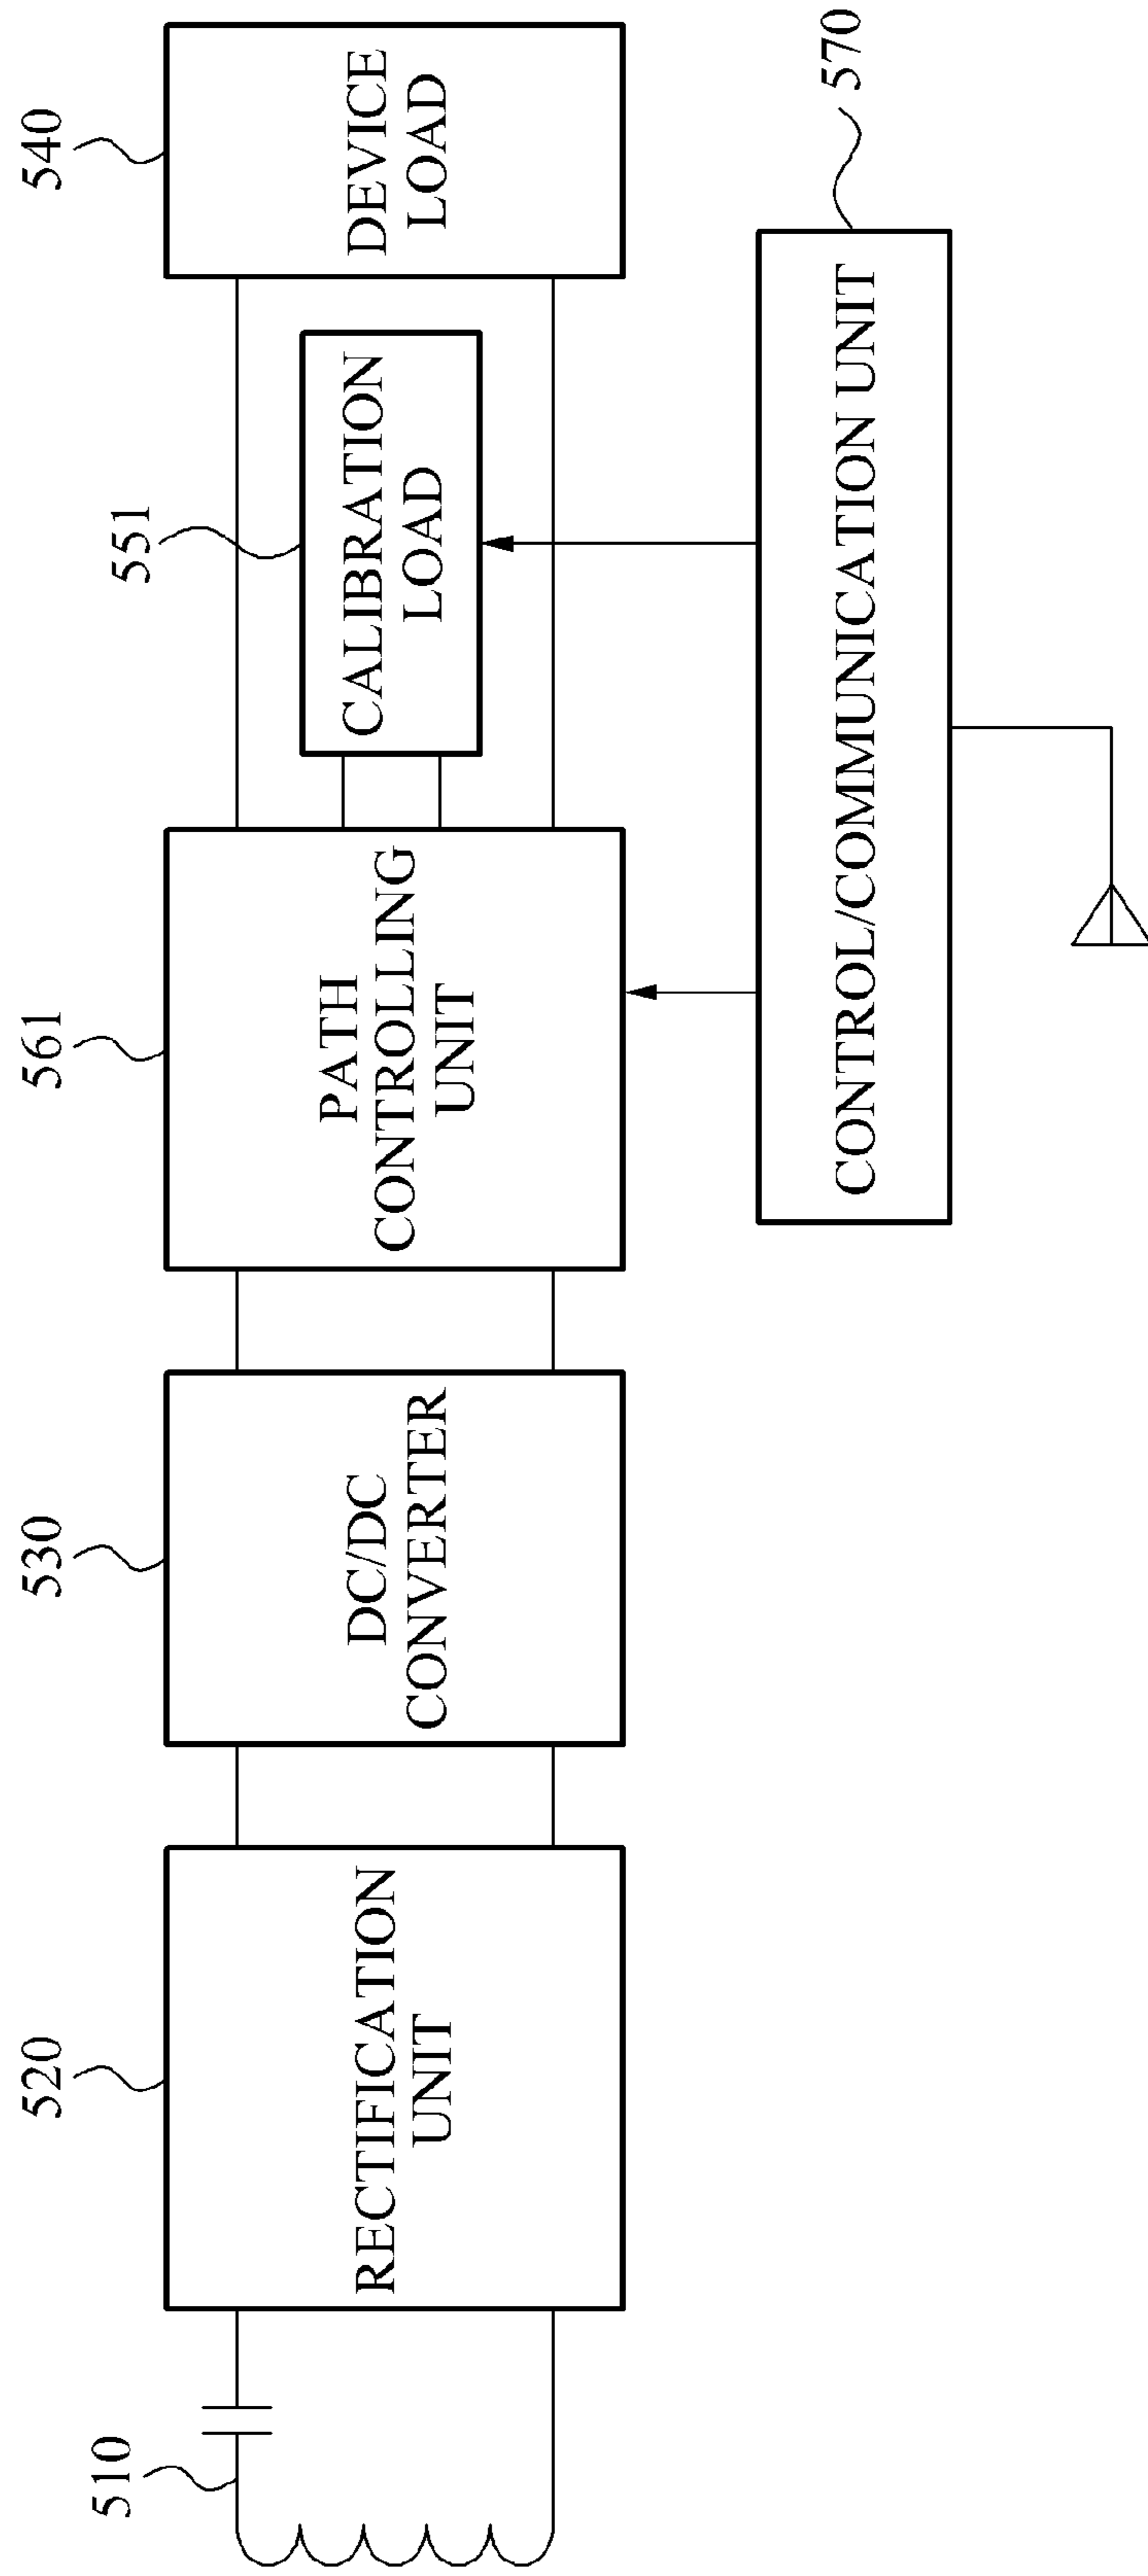 510
520
RECTIFICATION
UNIT
530
DC/DC
CONVERTER
561
PATH
CONTROLLING
UNIT
551
CALIBRATION
LOAD
540
DEVICE
LOAD
570
CONTROL/COMMUNICATION UNIT